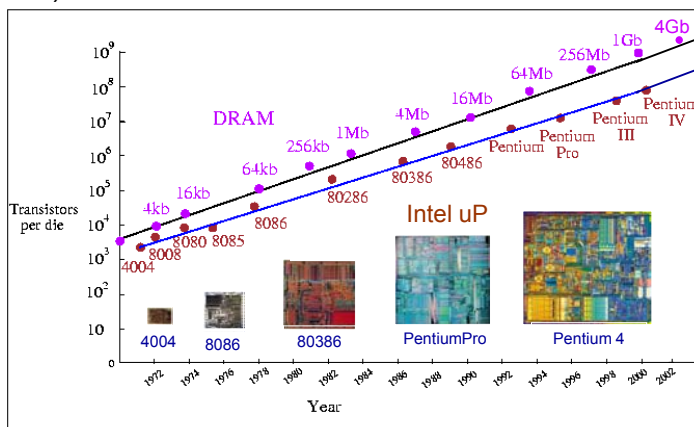 4Gb
1Gb
256Mb
64Mb
16Mb
4Mb
1Mb
256kb
64kb
16kb
4kb
DRAM
Pentium IV
Pentium III
Pentium Pro
Pentium
80486
80386
80286
8086
8085
8080
8008
4004
Intel uP
Transistors
per die
10⁹
10⁸
10⁷
10⁶
10⁵
10⁴
10³
10²
10
0
4004
8086
80386
PentiumPro
Pentium 4
1972
1974
1976
1978
1980
1982
1984
1986
1988
1990
1992
1994
1996
1998
2000
2002
Year